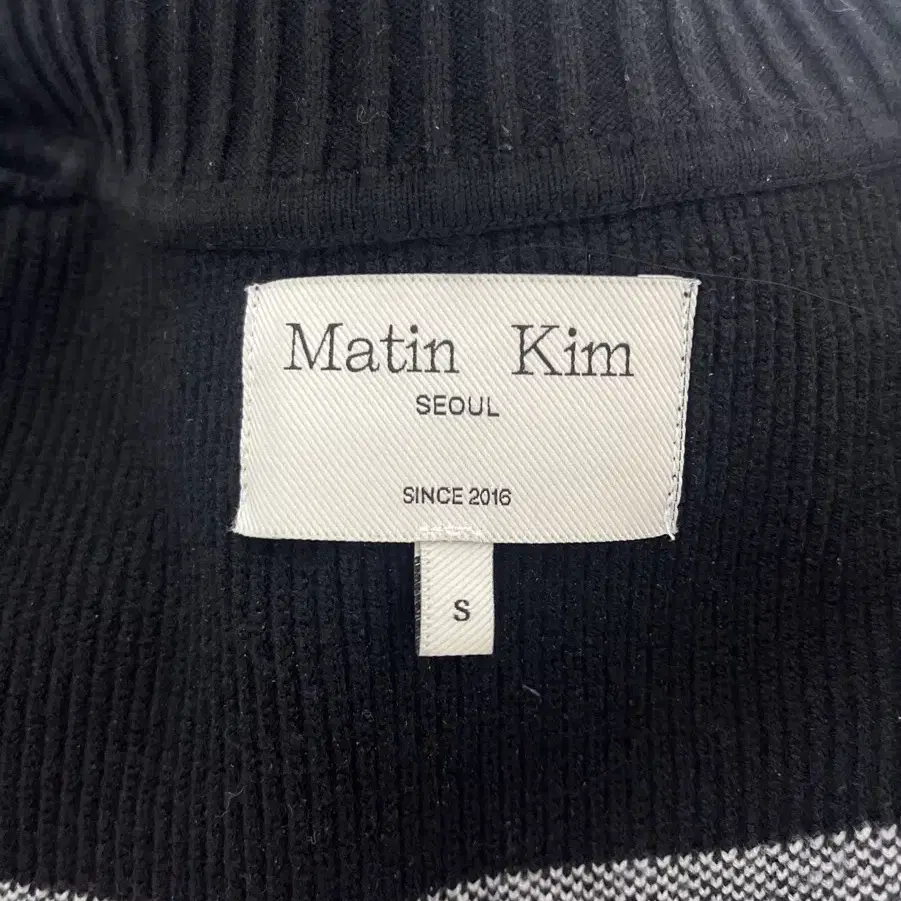 Matin Kim
SEOUL
SINCE 2016
S